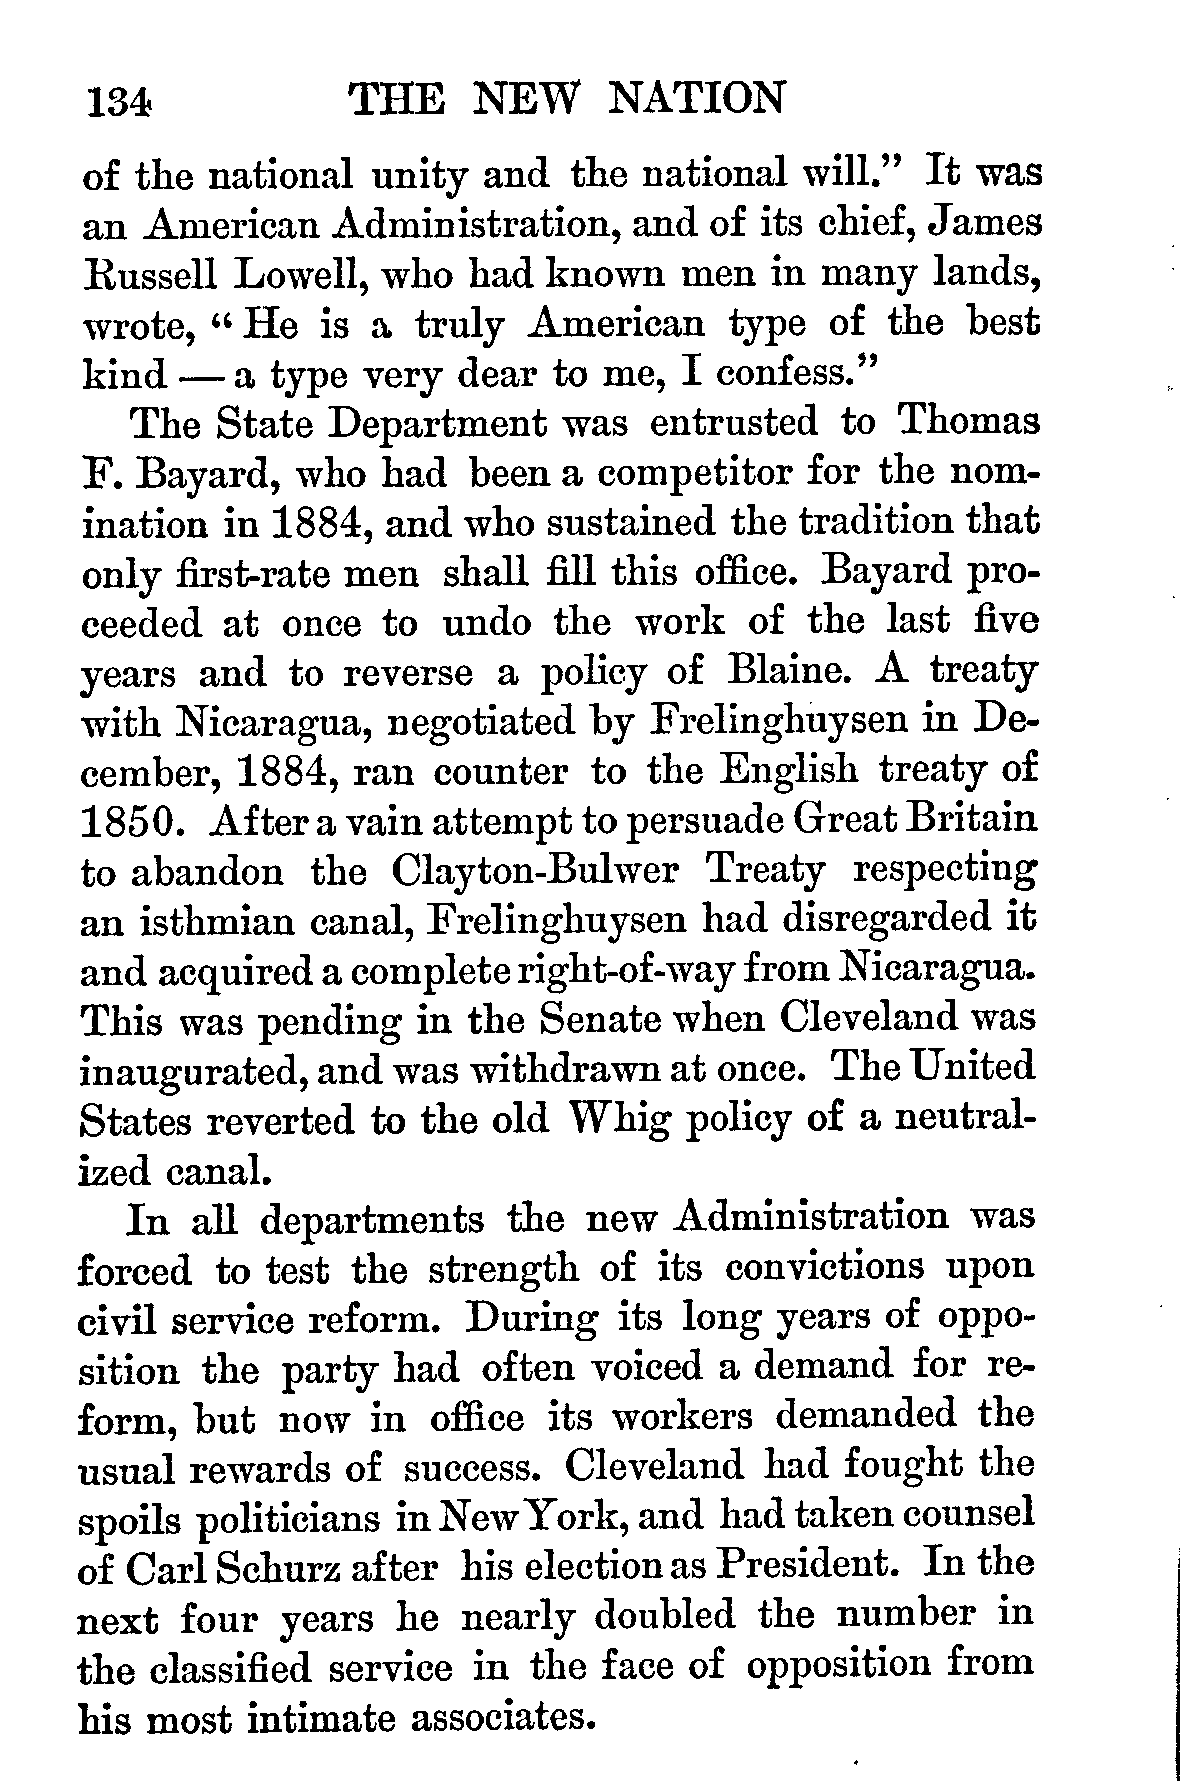 134 THE NEW NATION
of the national unity and the national will.” It was
an American Administration, and of its chief, James
Russell Lowell, who had known men in many lands,
wrote, “He is a truly American type of the best
kind — a type very dear to me, I confess.”
The State Department was entrusted to Thomas
F. Bayard, who had been a competitor for the nom-
ination in 1884, and who sustained the tradition that
only first-rate men shall fill this office. Bayard pro-
ceeded at once to undo the work of the last five
years and to reverse a policy of Blaine. A treaty
with Nicaragua, negotiated by Frelinghuysen in De-
cember, 1884, ran counter to the English treaty of
1850. After a vain attempt to persuade Great Britain
to abandon the Clayton-Bulwer Treaty respecting
an isthmian canal, Frelinghuysen had disregarded it
and acquired a complete right-of-way from Nicaragua.
This was pending in the Senate when Cleveland was
inaugurated, and was withdrawn at once. The United
States reverted to the old Whig policy of a neutral-
ized canal.
In all departments the new Administration was
forced to test the strength of its convictions upon
civil service reform. During its long years of oppo-
sition the party had often voiced a demand for re-
form, but now in office its workers demanded the
usual rewards of success. Cleveland had fought the
spoils politicians in New York, and had taken counsel
of Carl Schurz after his election as President. In the
next four years he nearly doubled the number in
the classified service in the face of opposition from
his most intimate associates.